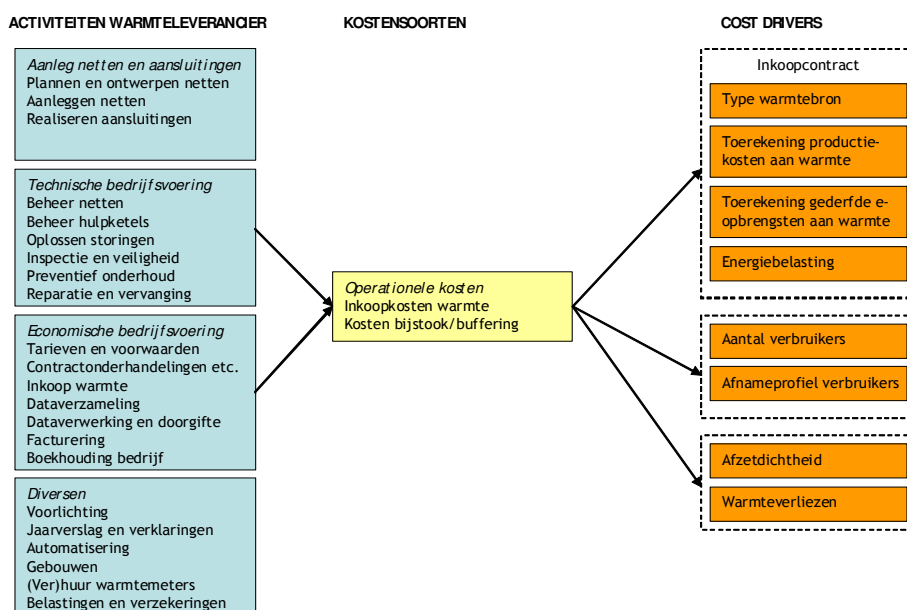 ACTIVITEITEN WARMTELEVERANCIER
Aanleg netten en aansluitingen
Plannen en ontwerpen netten
Aanleggen netten
Realiseren aansluitingen
Technische bedrijfsvoering
Beheer netten
Beheer hulpketels
Oplossen storingen
Inspectie en veiligheid
Preventief onderhoud
Reparatie en vervanging
Economische bedrijfsvoering
Tarieven en voorwaarden
Contractonderhandelingen etc.
Inkoop warmte
Dataverzameling
Dataverwerking en doorgifte
Facturering
Boekhouding bedrijf
Diversen
Voorlichting
Jaarverslag en verklaringen
Automatisering
Gebouwen
(Ver)huur warmtemeters
Belastingen en verzekeringen
KOSTENSOORTEN
Operationele kosten
Inkoopkosten warmte
Kosten bijstook/buffering
COST DRIVERS
Inkoopcontract
Type warmtebron
Toerekening productie-
kosten aan warmte
Toerekening gederfde e-
opbrengsten aan warmte
Energiebelasting
Aantal verbruikers
Afnameprofiel verbruikers
Afzetdichtheid
Warmteverliezen